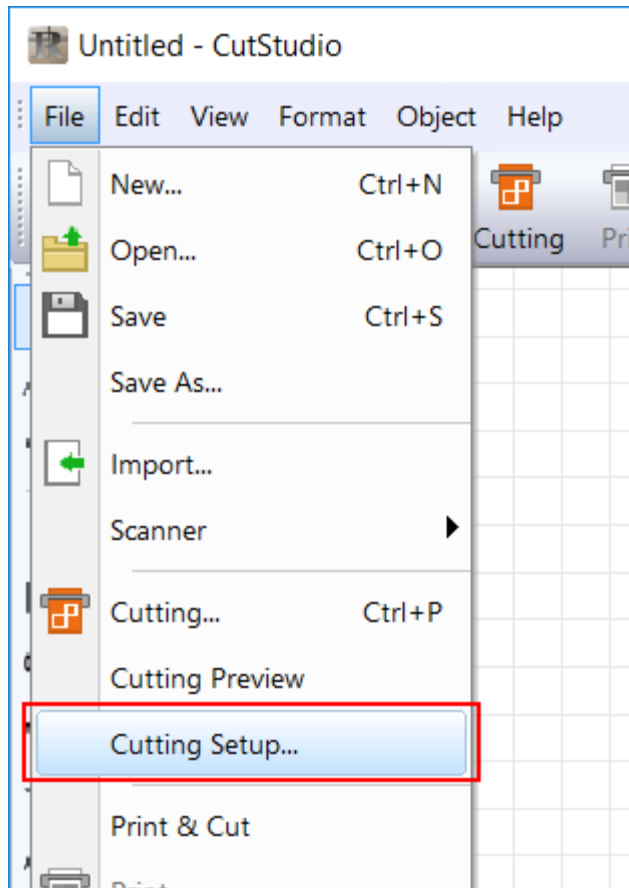 Untitled - CutStudio
File Edit View Format Object Help
New... Ctrl+N
Open... Ctrl+O
Cutting
Save Ctrl+S
Save As...
Import...
Scanner
Cutting... Ctrl+P
Cutting Preview
Cutting Setup...
Print & Cut